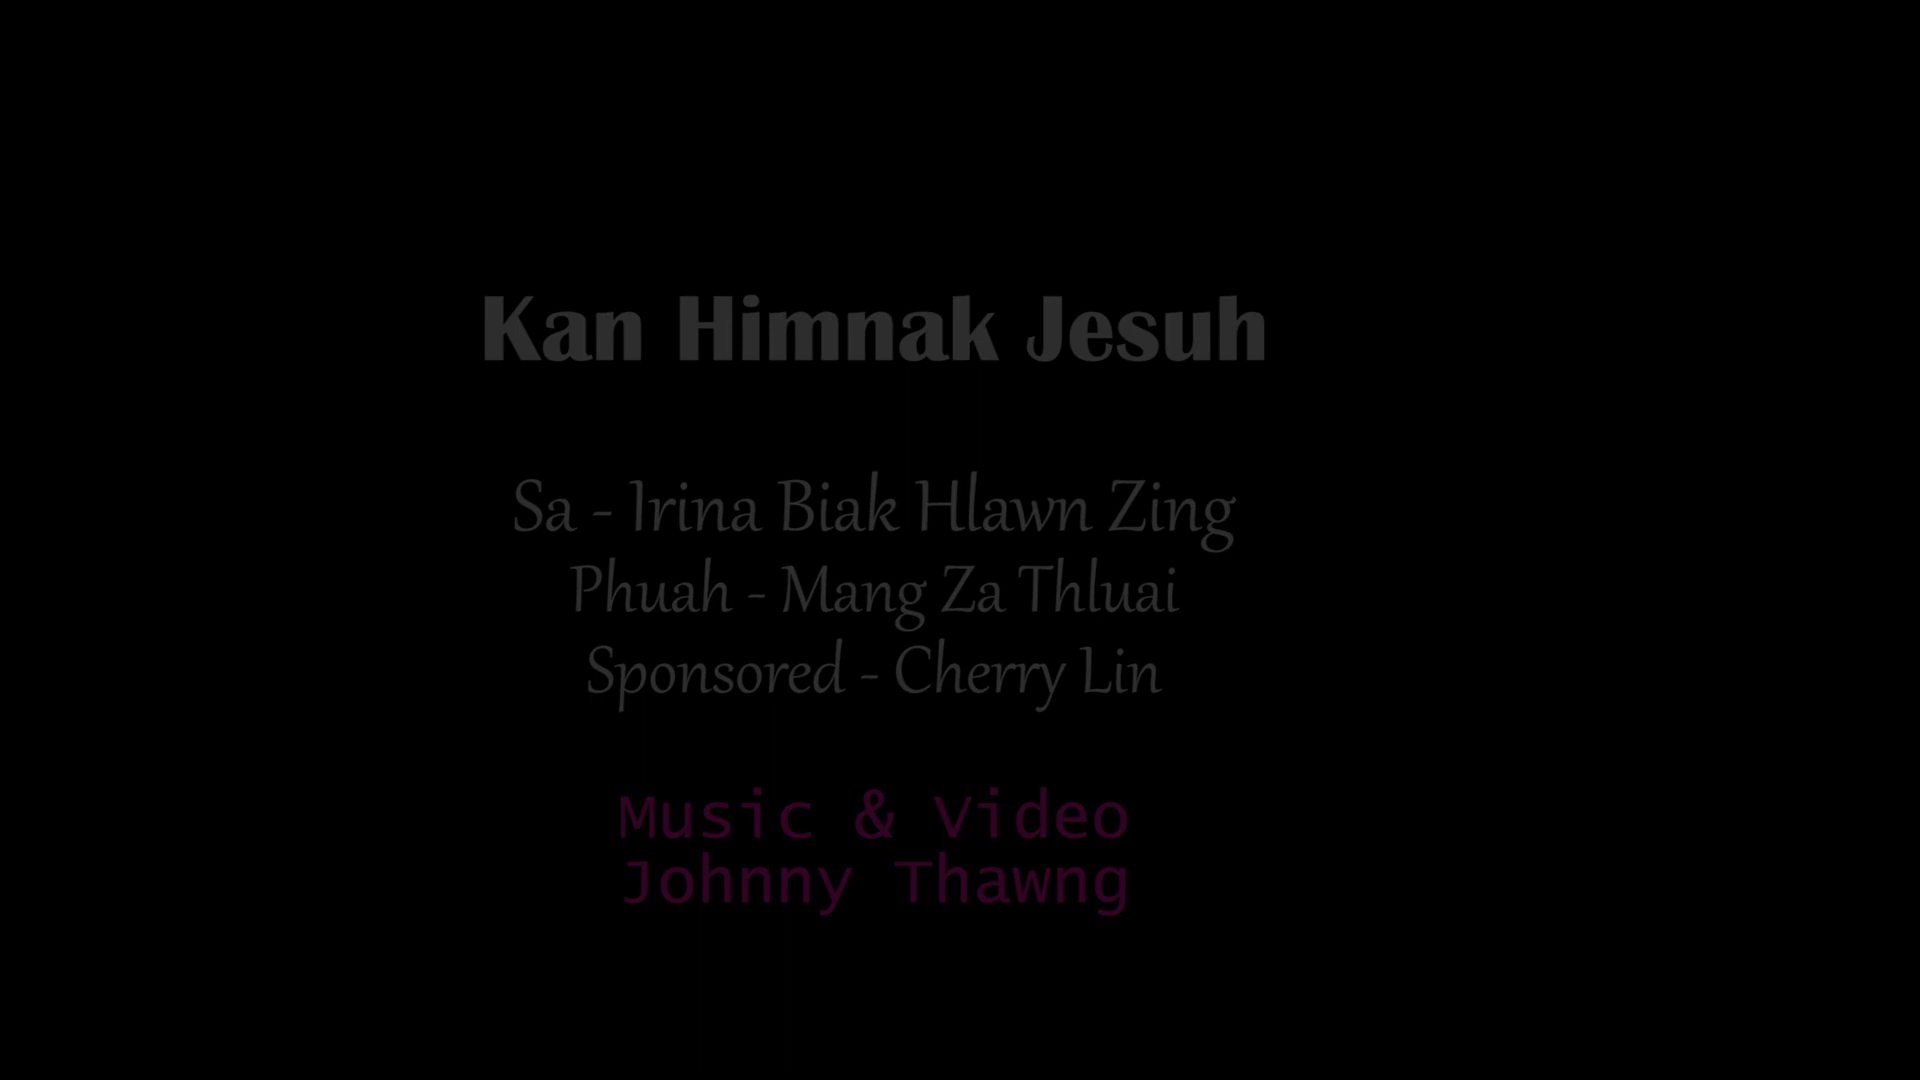 Kan Himnak Jesuh
Sa - Irina Biak Hlawn Zing
Phuah - Mang Za Thluai
Sponsored - Cherry Lin
Music & Video
Johnny Thawng